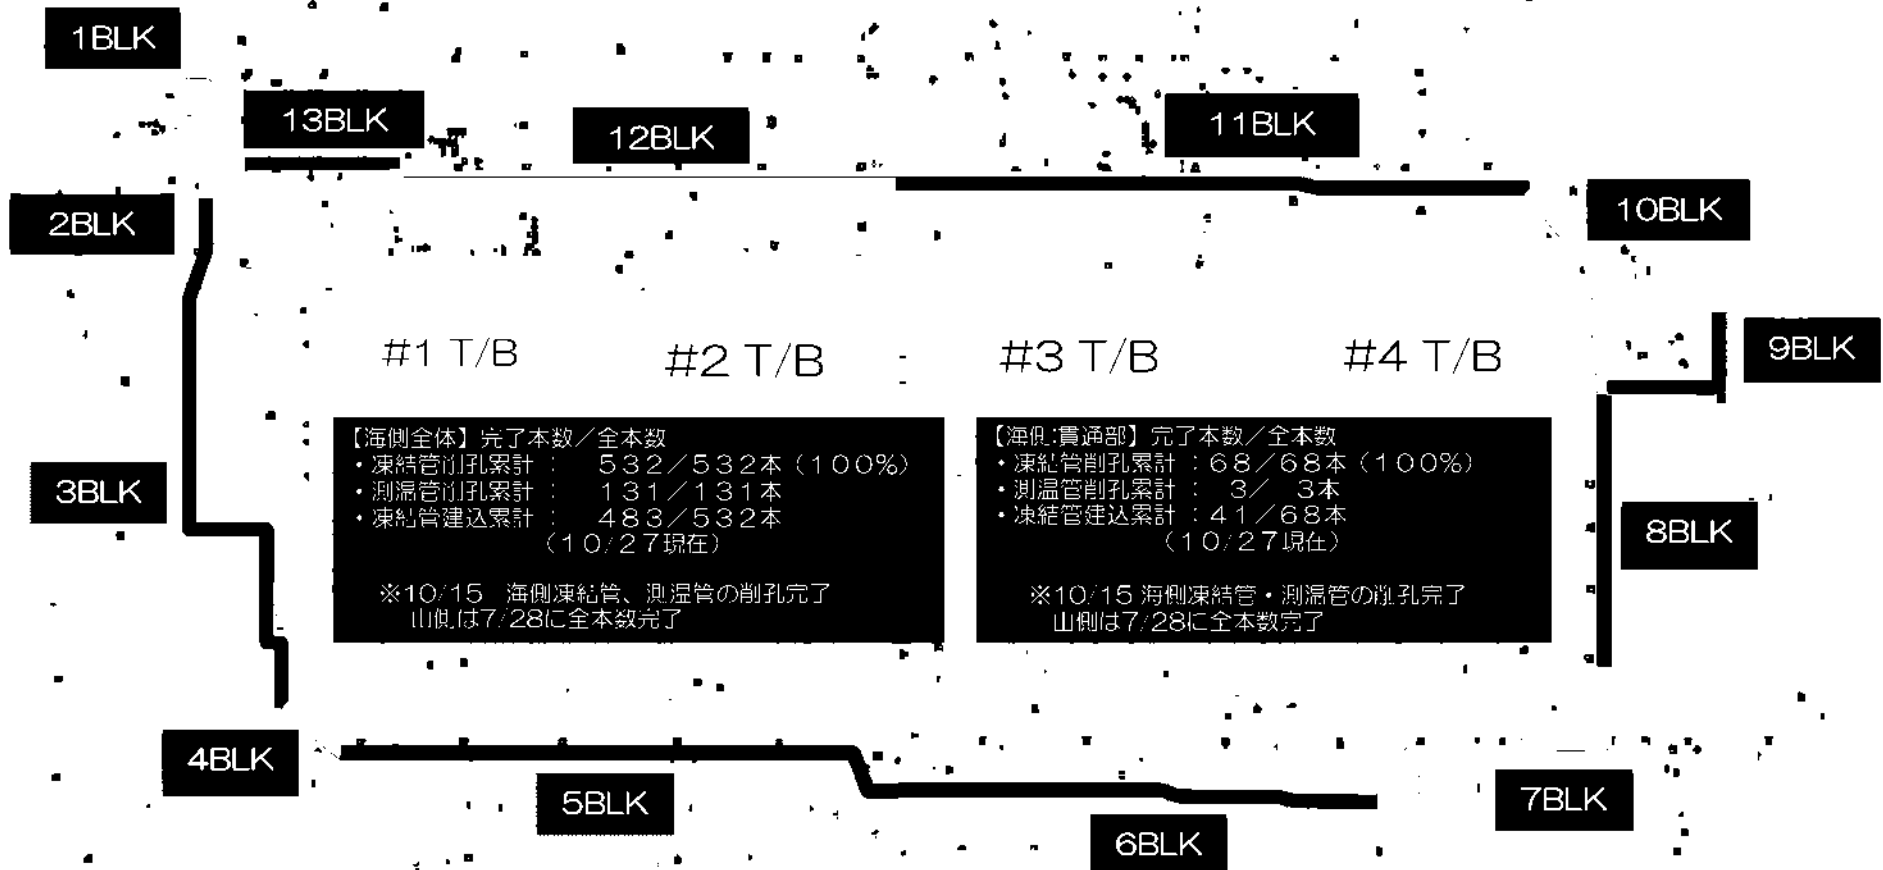 1BLK
13BLK
12BLK
11BLK
2BLK
10BLK
#1 T/B
#2 T/B
#3 T/B
#4 T/B
9BLK
【海側全体】完了本数／全本数
・凍結管削孔累計： 532／532本（100%）
・測温管削孔累計： 131／131本
・凍結管建込累計： 483／532本
（10/27現在）
※10/15 海側凍結管、測温管の削孔完了
山側は7/28に全本数完了
【海側:貫通部】完了本数／全本数
・凍結管削孔累計：68／68本（100%）
・測温管削孔累計： 3／ 3本
・凍結管建込累計：41／68本
（10/27現在）
※10/15 海側凍結管・測温管の削孔完了
山側は7/28に全本数完了
3BLK
8BLK
4BLK
5BLK
7BLK
6BLK